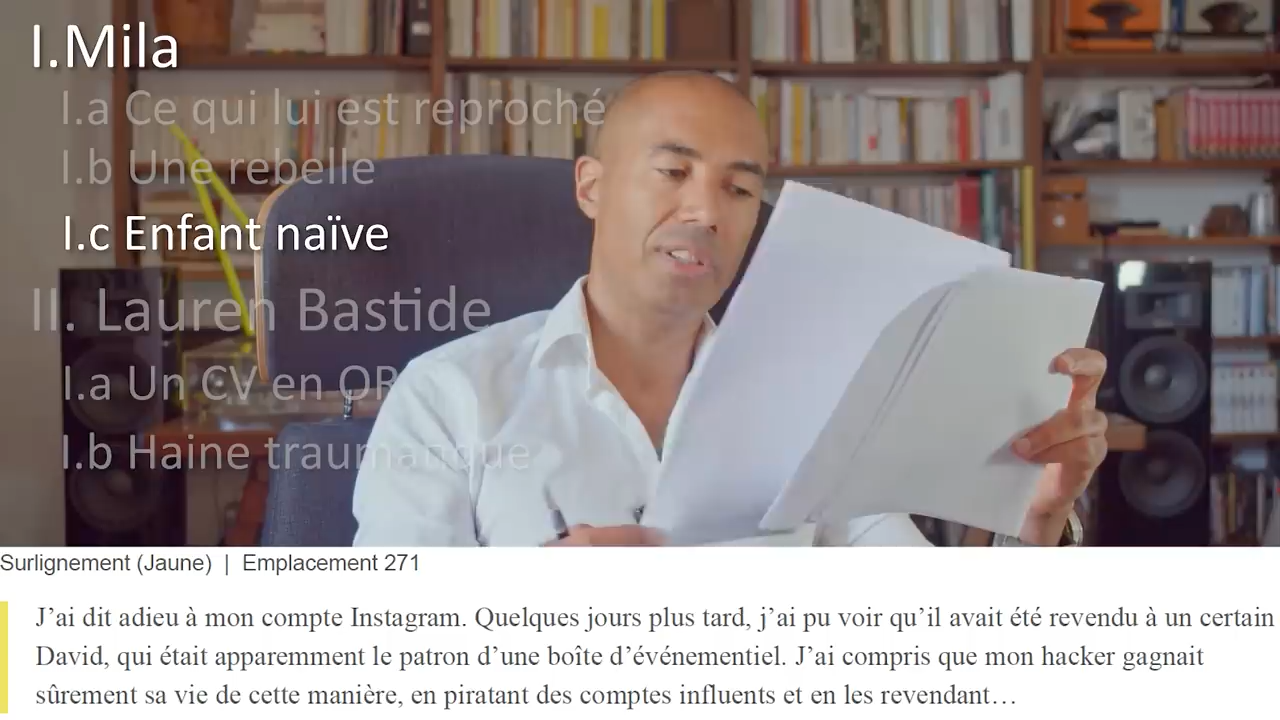 I.Mila
I.a Ce qui lui est reproché
I.b Une rebelle
I.c Enfant naïve
II. Lauren Bastide
I.a Un CV en OR
I.b Haine traumatique
Surlignement (Jaune) | Emplacement 271
J’ai dit adieu à mon compte Instagram. Quelques jours plus tard, j’ai pu voir qu’il avait été revendu à un certain
David, qui était apparemment le patron d’une boîte d’événementiel. J’ai compris que mon hacker gagnait
sûrement sa vie de cette manière, en piratant des comptes influents et en les revendant…